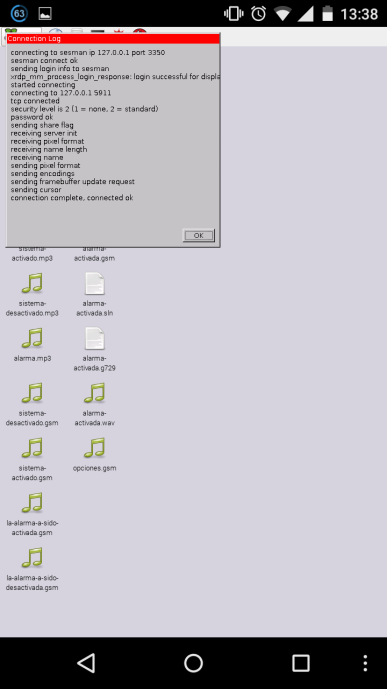 63
13:38
Connection Log
connecting to sesman ip 127.0.0.1 port 3350
sesman connect ok
sending login info to sesman
xrdp_mm_process_login_response: login successful for displa
started connecting
connecting to 127.0.0.1 5911
tcp connected
security level is 2 (1 = none, 2 = standard)
password ok
sending share flag
receiving server init
receiving pixel format
receiving name length
receiving name
sending pixel format
sending encodings
sending framebuffer update request
sending cursor
connection complete, connected ok
OK
sistema-
activado.mp3
alarma-
activada.gsm
sistema-
desactivado.mp3
alarma-
activada.sln
alarma.mp3
alarma-
activada.g729
sistema-
desactivado.gsm
alarma-
activada.wav
sistema-
activado.gsm
opciones.gsm
la-alarma-a-sido-
activada.gsm
la-alarma-a-sido-
desactivada.gsm